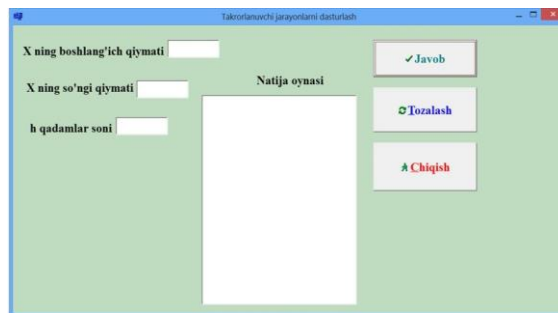 Takrorlanuvchi jarayonlarni dasturlash
X ning boshlang'ich qiymati
X ning so'ngi qiymati
h qadamlar soni
Natija oynasi
Javob
Tozalash
Chiqish